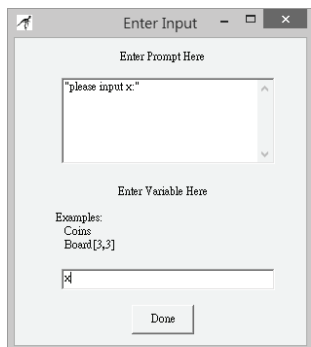 Enter Input
Enter Prompt Here
"please input x:"
Enter Variable Here
Examples:
Coins
Board[3,3]
x
Done